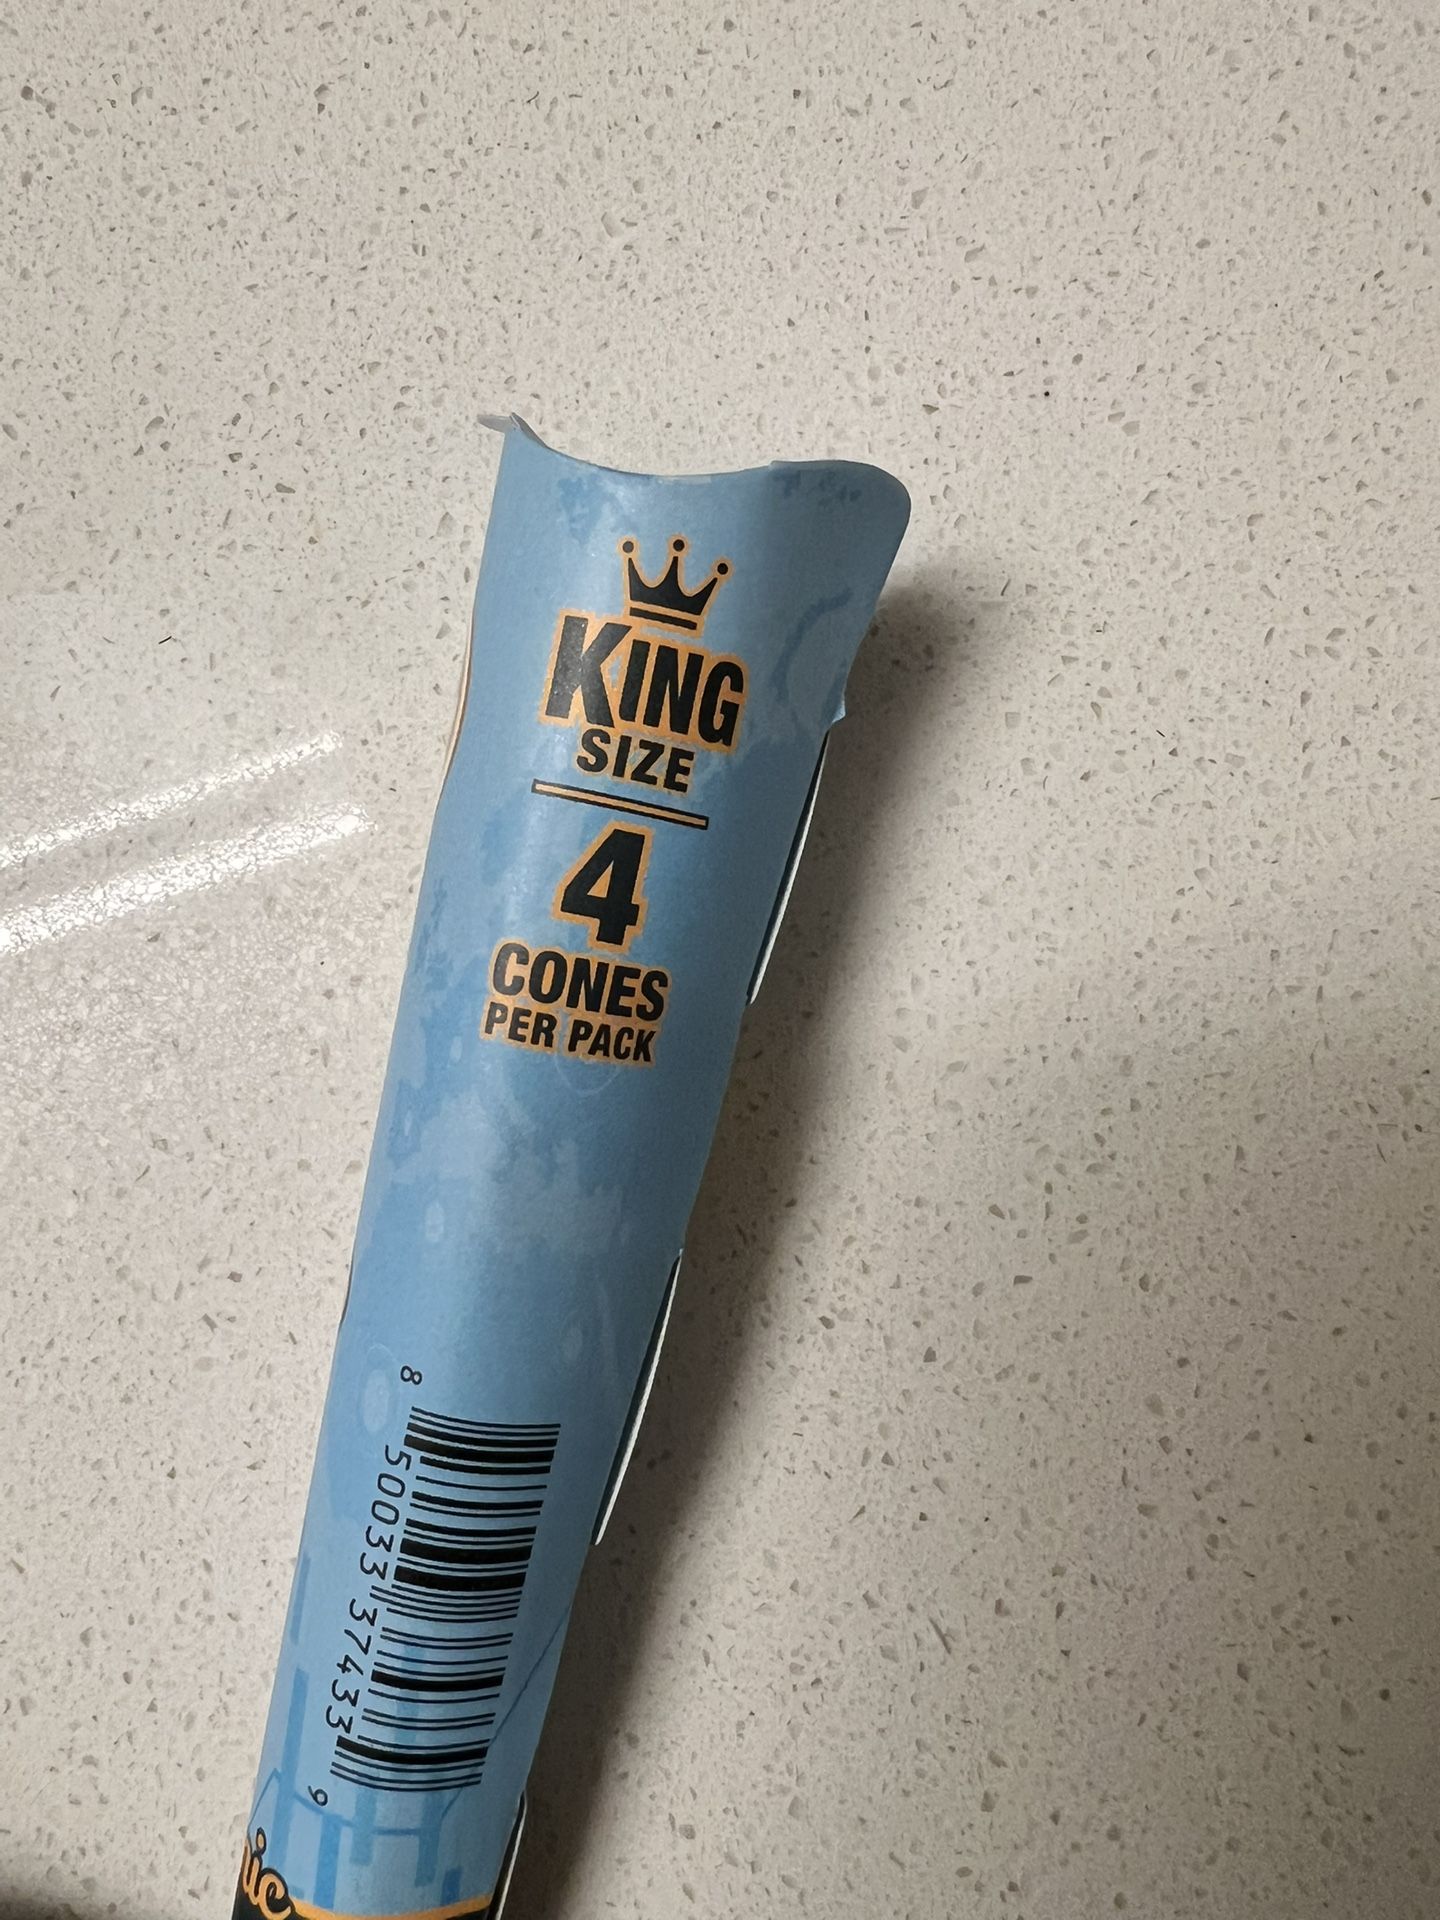 KING
SIZE
4
CONES
PER PACK
8 50033 37433 9